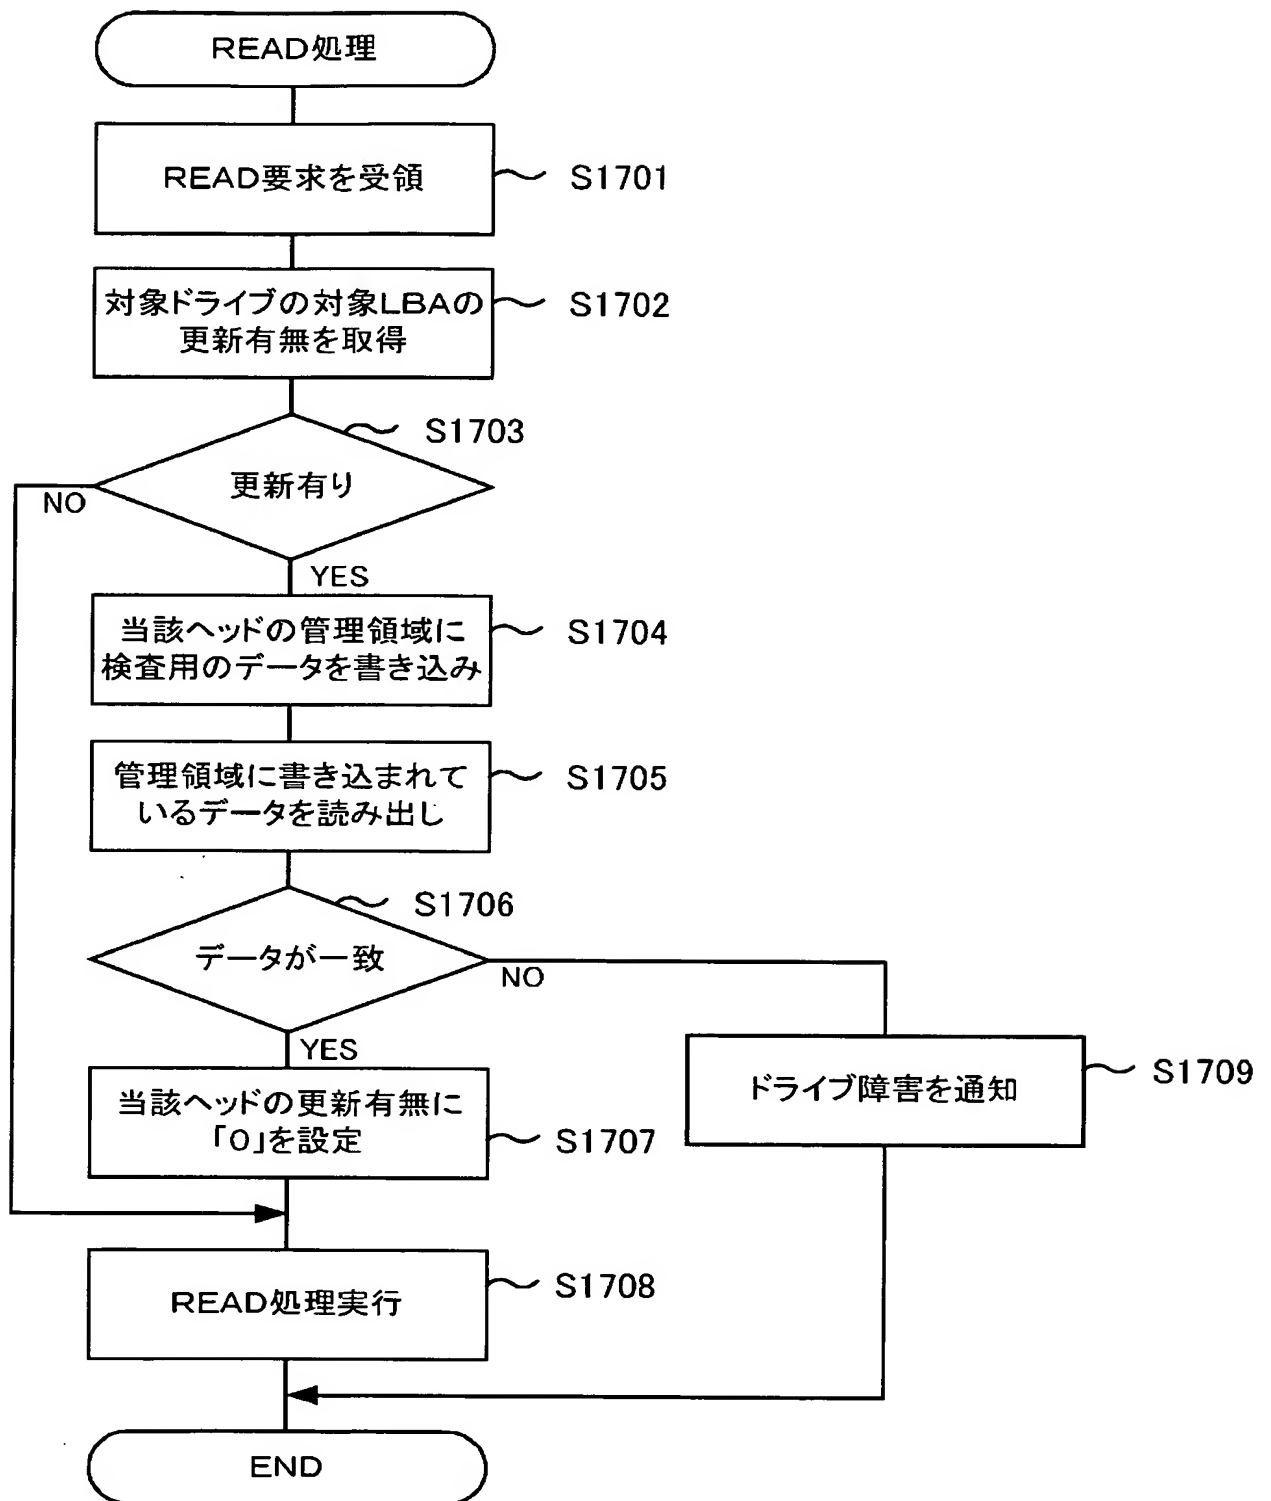 READ処理
READ要求を受領
S1701
対象ドライブの対象LBAの
更新有無を取得
S1702
S1703
更新有り
NO
YES
当該ヘッドの管理領域に
検査用のデータを書き込み
S1704
管理領域に書き込まれて
いるデータを読み出し
S1705
S1706
データが一致
NO
YES
当該ヘッドの更新有無に
「0」を設定
S1707
ドライブ障害を通知
S1709
READ処理実行
S1708
END